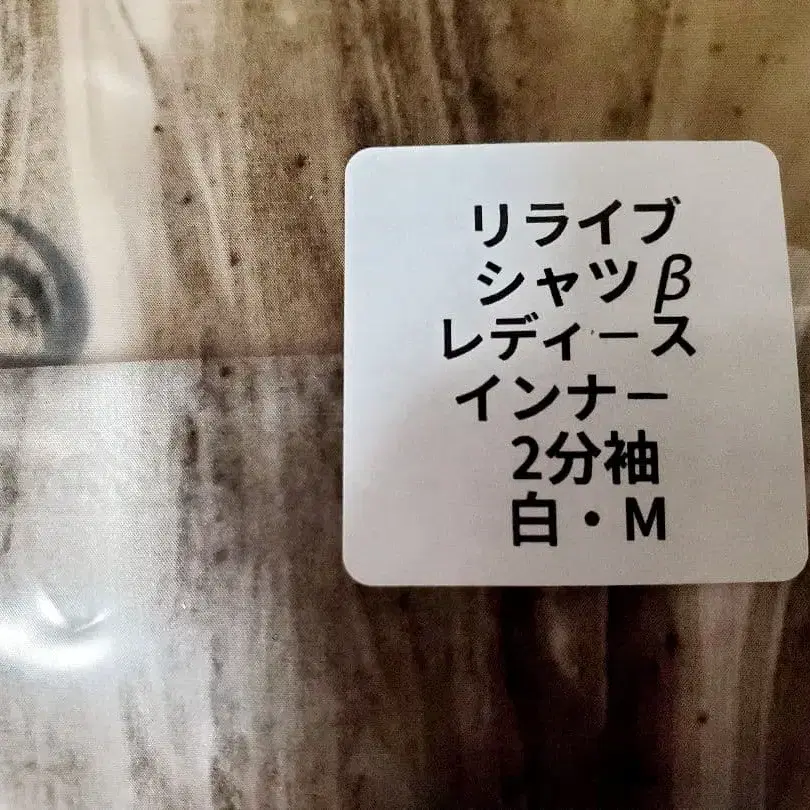 リライブ
シャツβ
レディース
インナー
2分袖
白・M